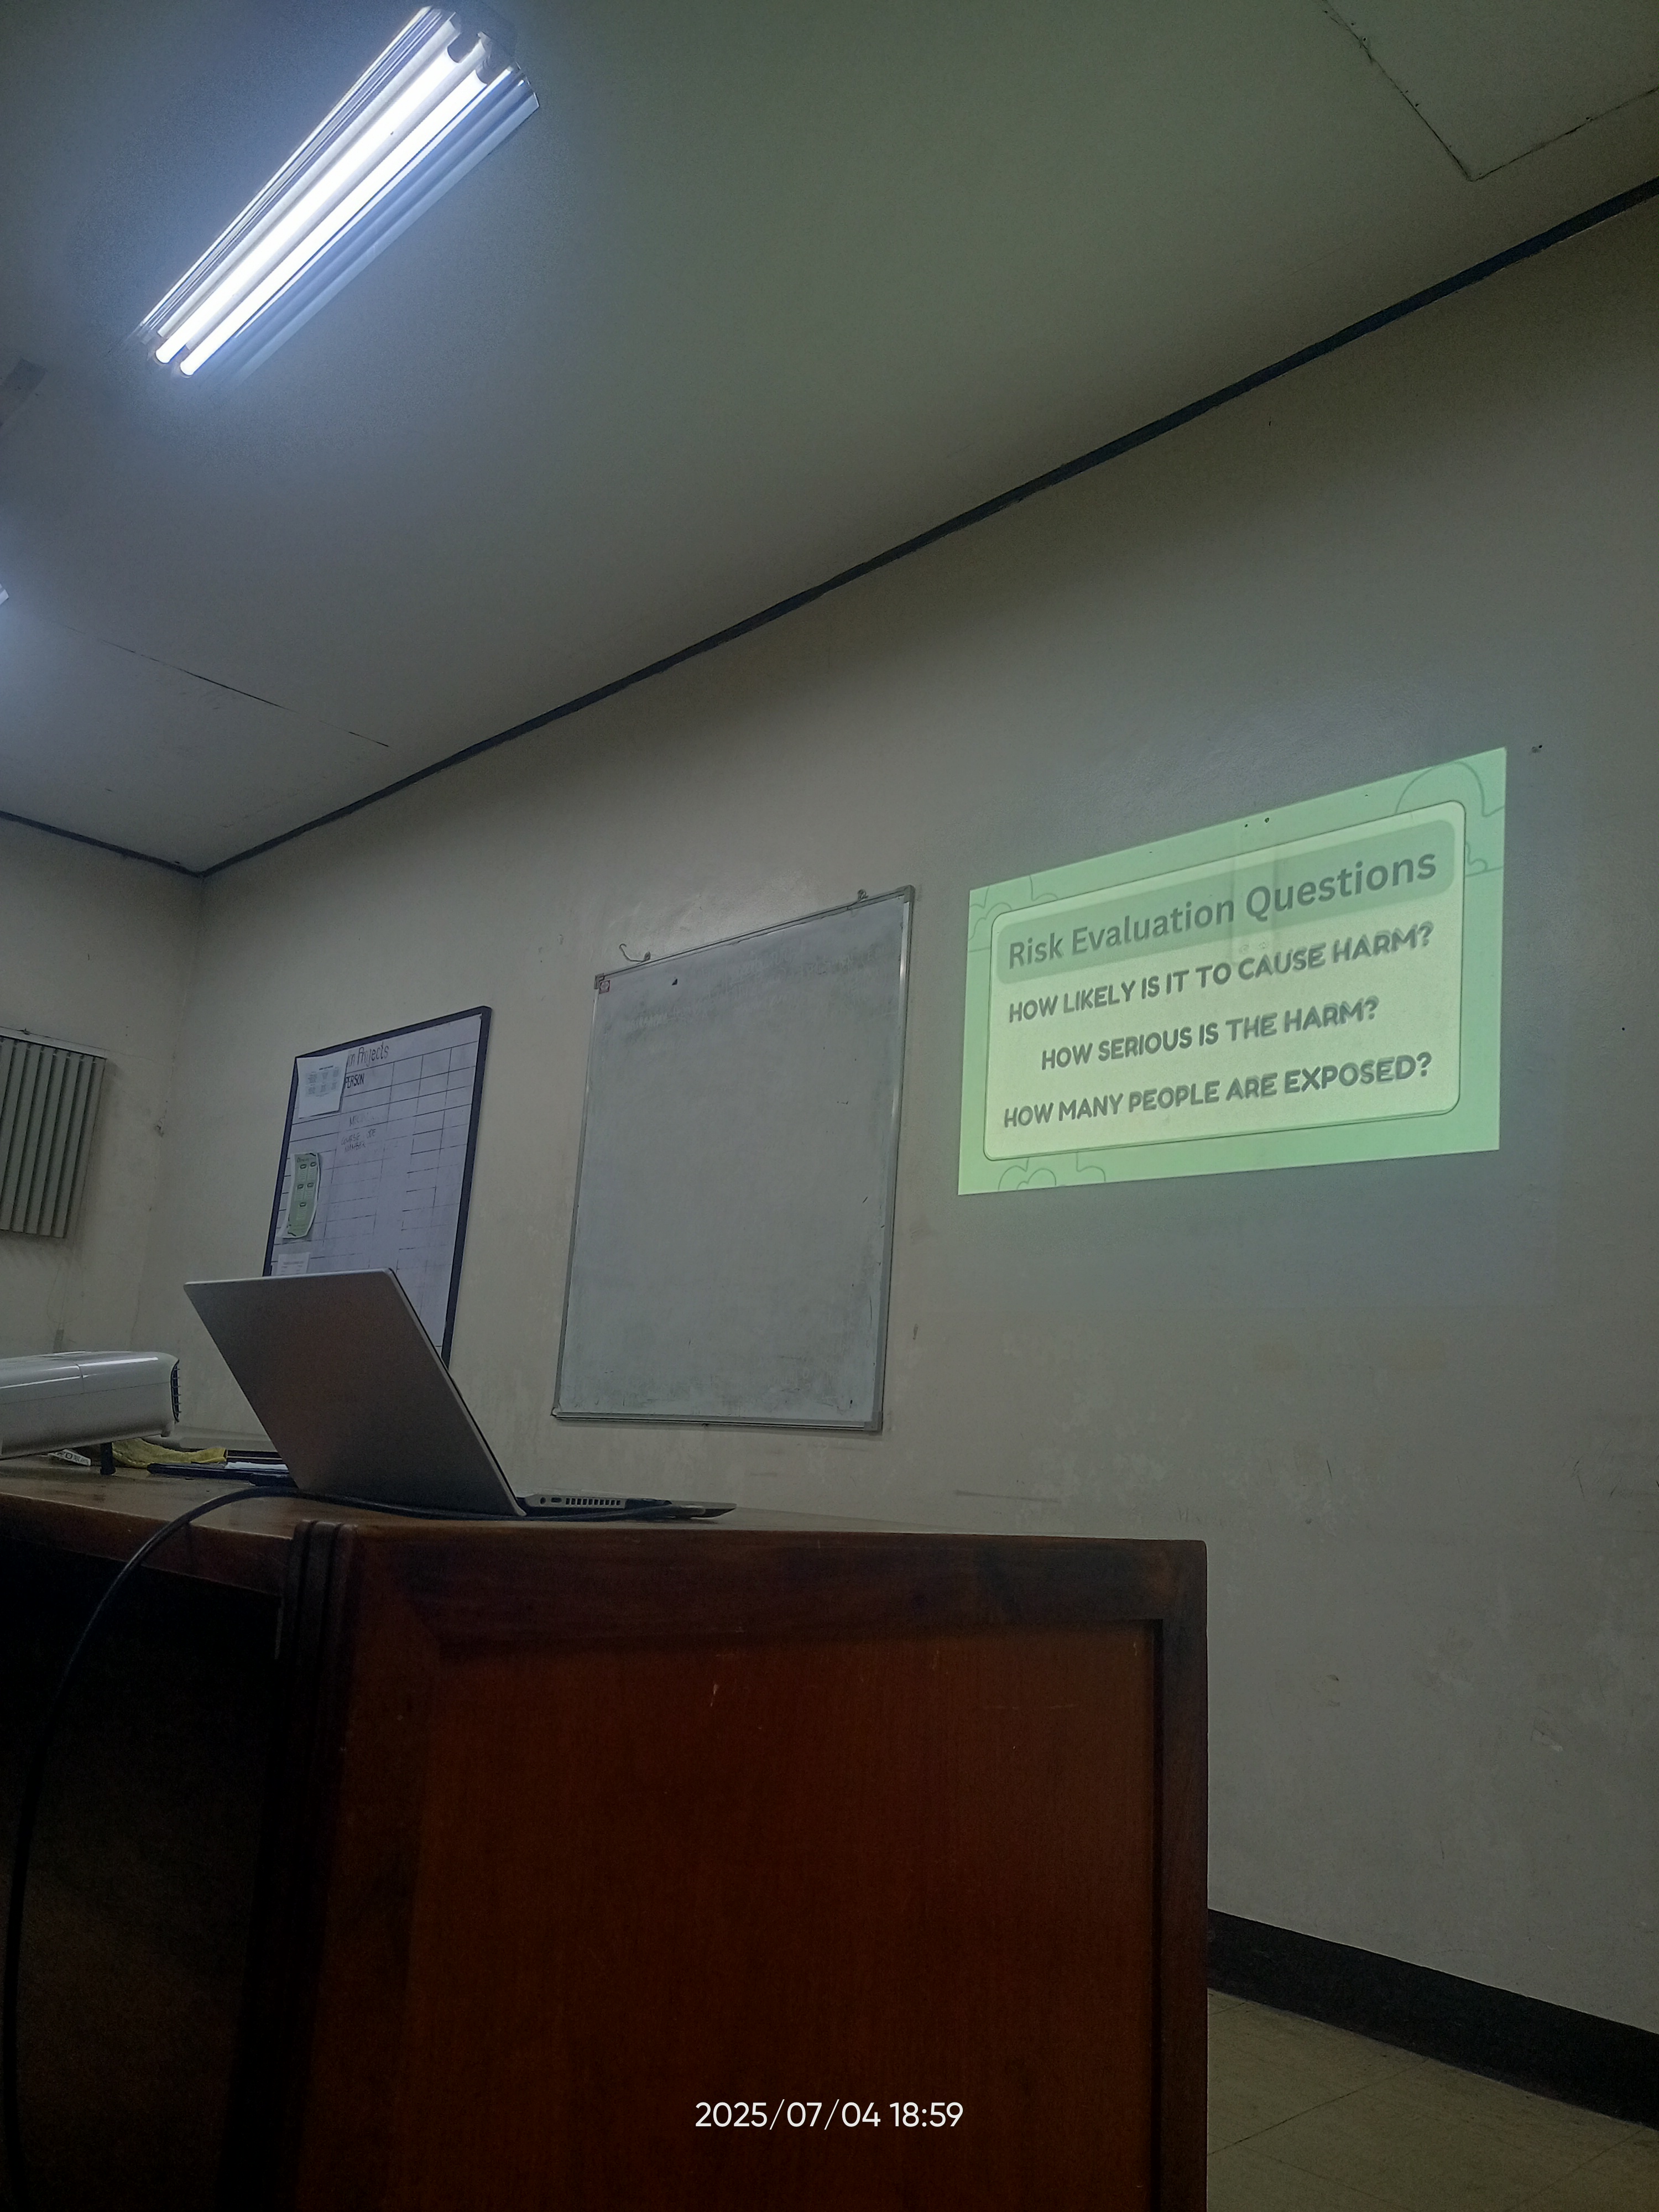 Risk Evaluation Questions
HOW LIKELY IS IT TO CAUSE HARM?
HOW SERIOUS IS THE HARM?
HOW MANY PEOPLE ARE EXPOSED?
PERSON
2025/07/04 18:59